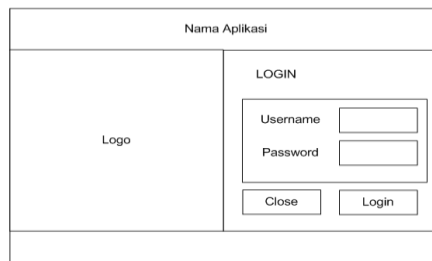 Nama Aplikasi
Logo
LOGIN
Username
Password
Close
Login